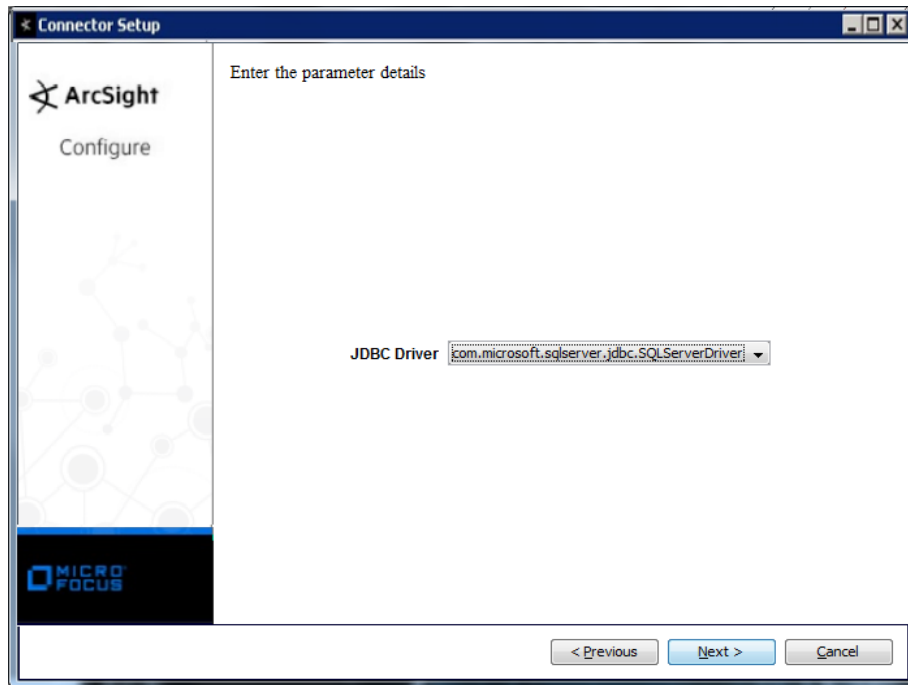 Connector Setup
ArcSight
Configure
Enter the parameter details
JDBC Driver com.microsoft.sqlserver.jdbc.SQLServerDriver
MICRO
FOCUS
< Previous Next > Cancel